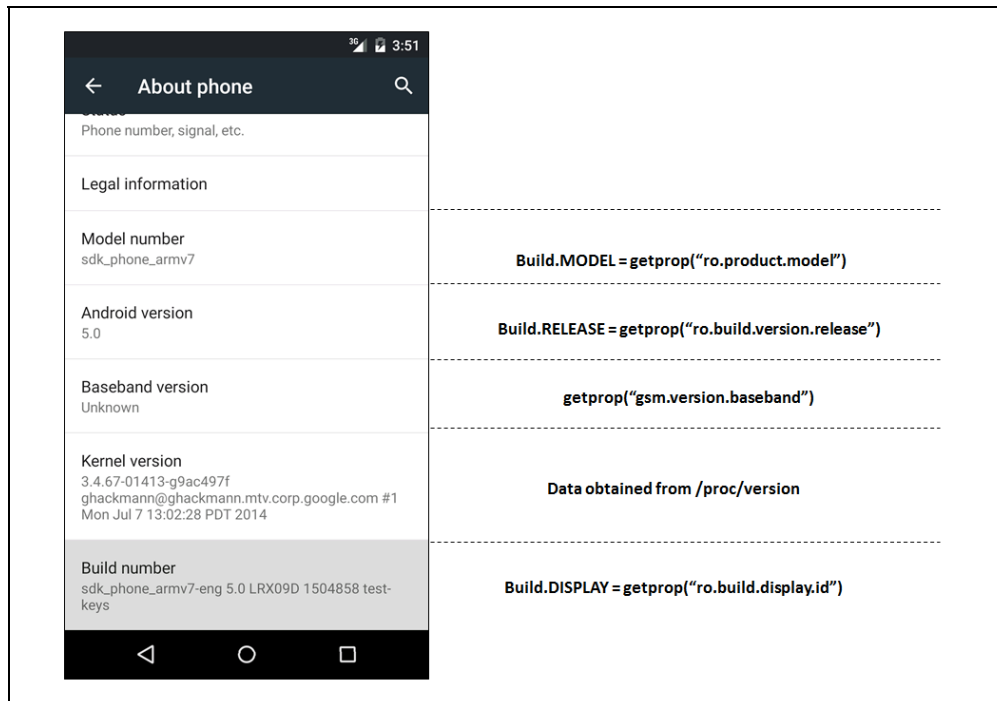 3G 3:51
About phone
Status
Phone number, signal, etc.
Legal information
Model number
sdk_phone_armv7
Build.MODEL = getprop(“ro.product.model”)
Android version
5.0
Build.RELEASE = getprop(“ro.build.version.release”)
Baseband version
Unknown
getprop(“gsm.version.baseband”)
Kernel version
3.4.67-01413-g9ac497f
ghackmann@ghackmann.mtv.corp.google.com #1
Mon Jul 7 13:02:28 PDT 2014
Data obtained from /proc/version
Build number
sdk_phone_armv7-eng 5.0 LRX09D 1504858 test-
keys
Build.DISPLAY = getprop(“ro.build.display.id”)